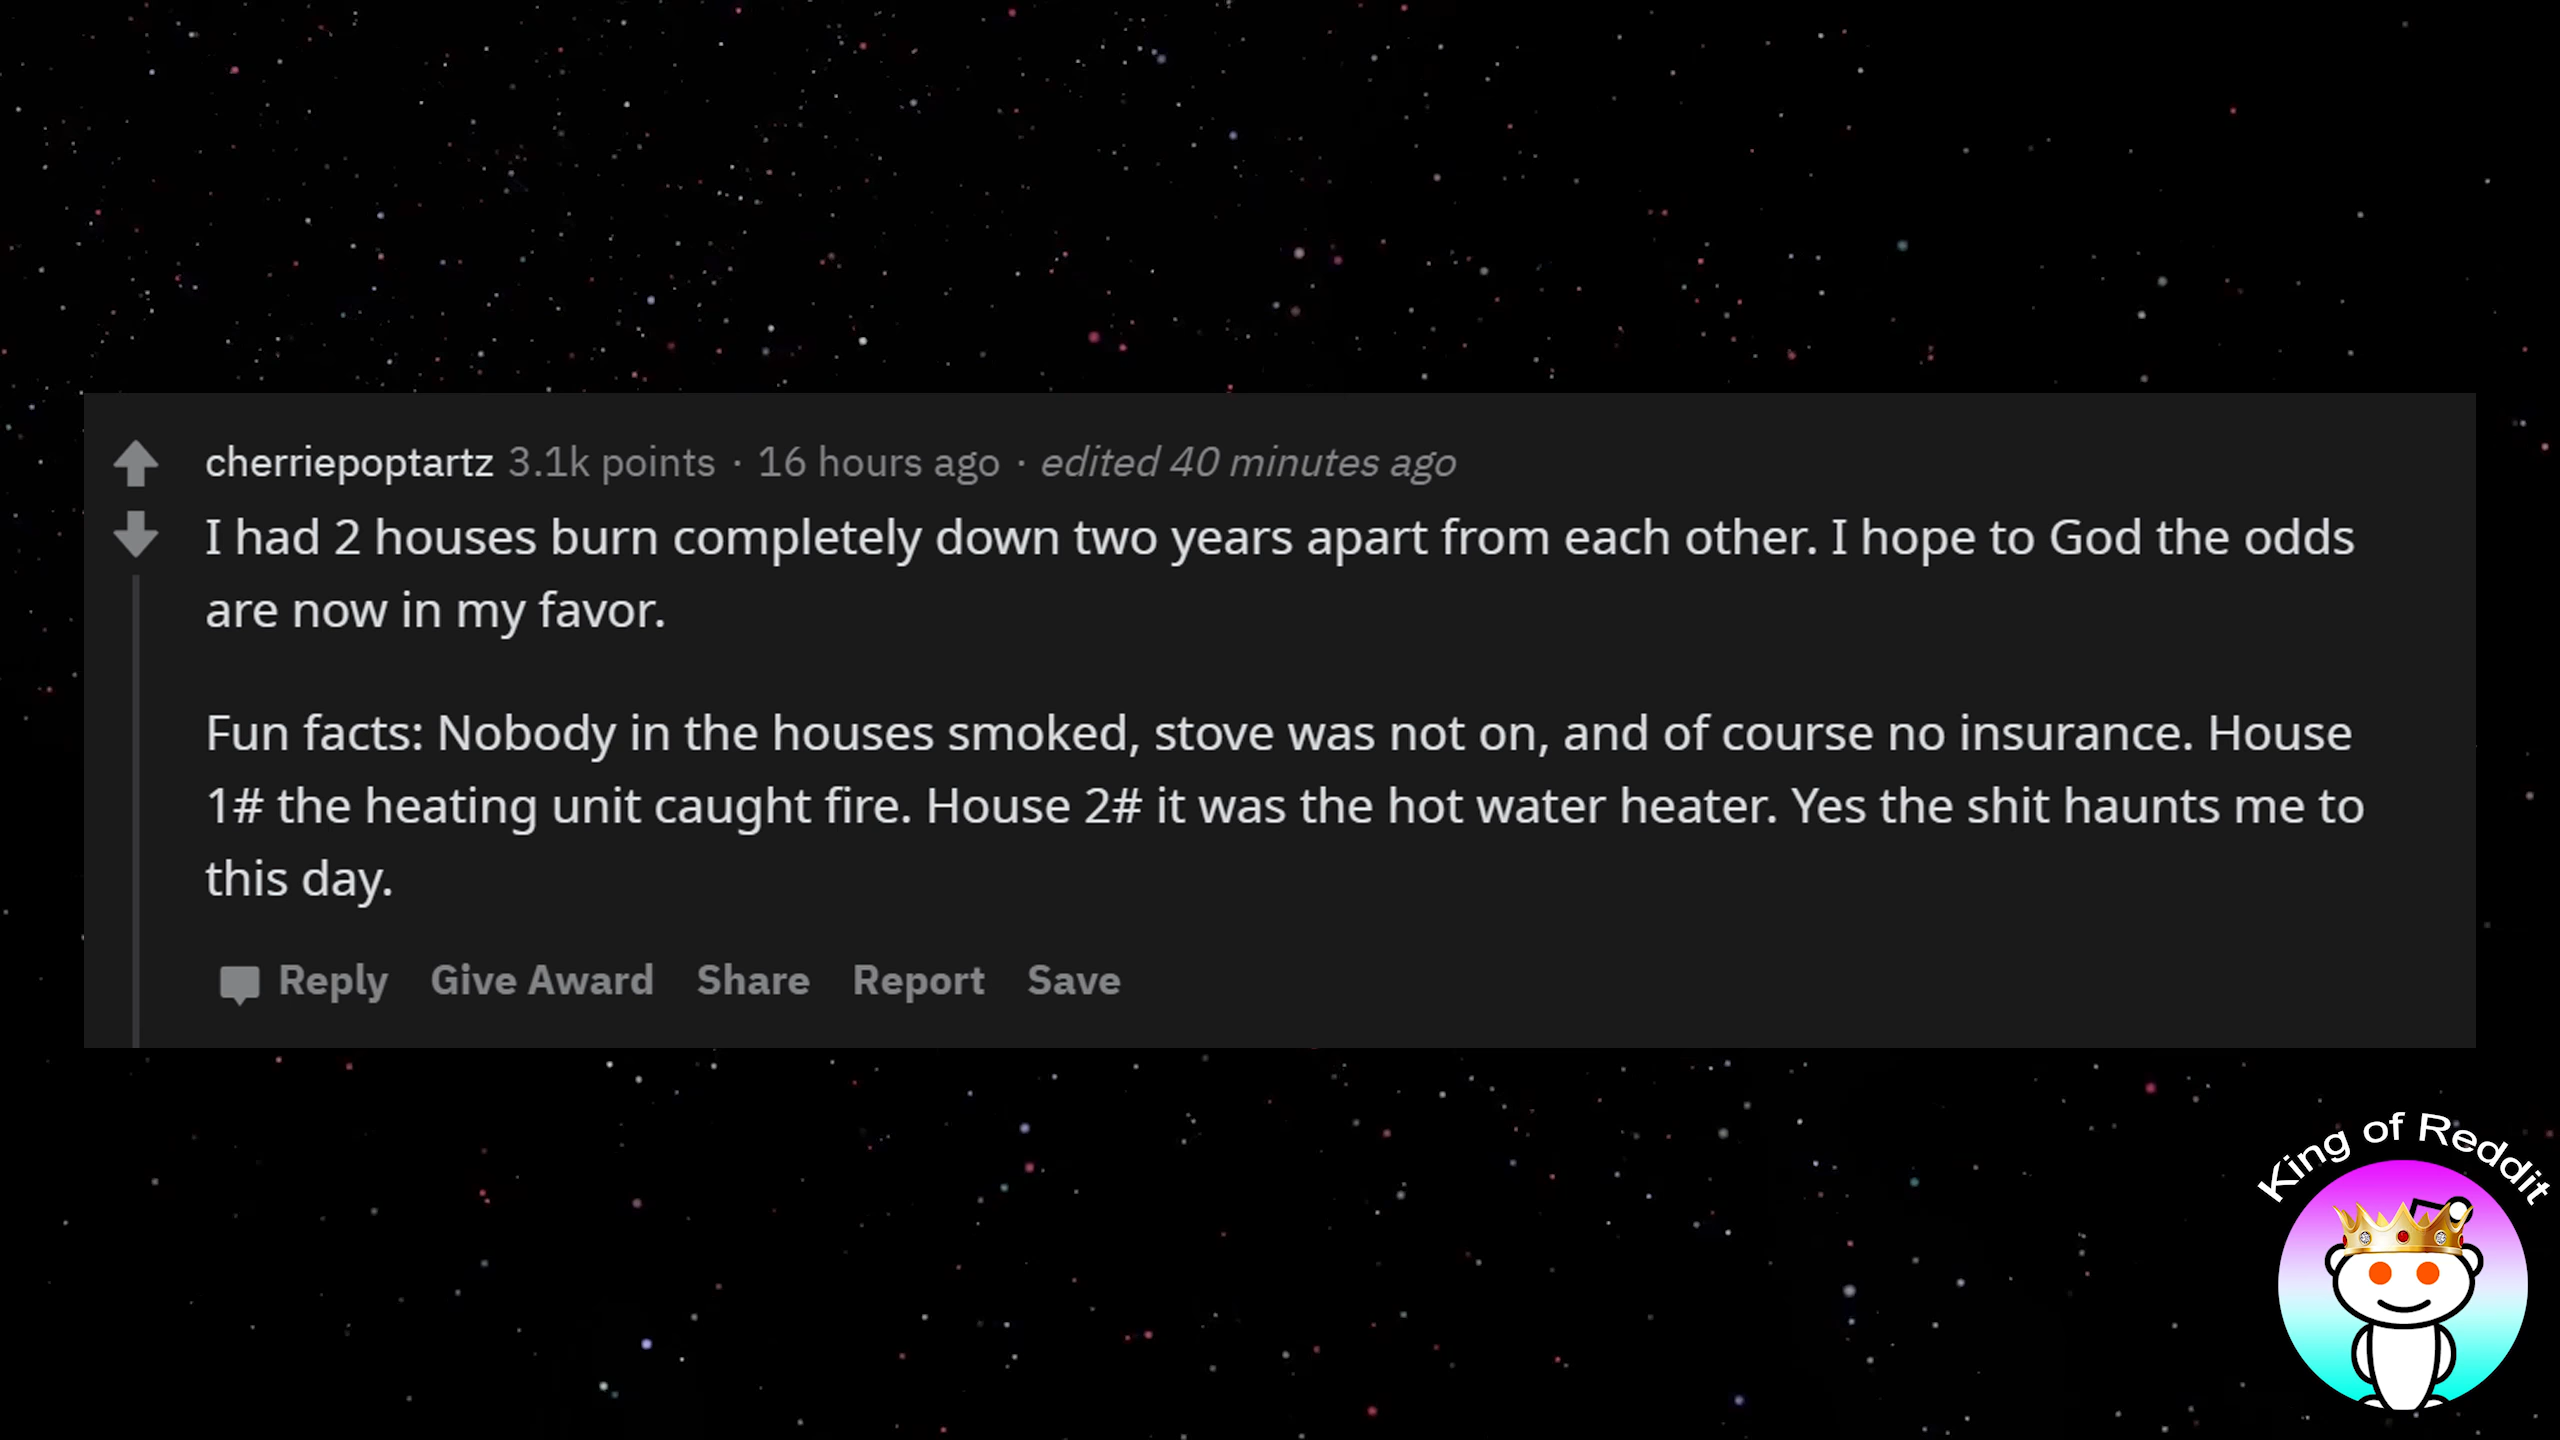 cherriepoptartz 3.1k points · 16 hours ago · edited 40 minutes ago
I had 2 houses burn completely down two years apart from each other. I hope to God the odds
are now in my favor.
Fun facts: Nobody in the houses smoked, stove was not on, and of course no insurance. House
1# the heating unit caught fire. House 2# it was the hot water heater. Yes the shit haunts me to
this day.
Reply Give Award Share Report Save
King of Reddit